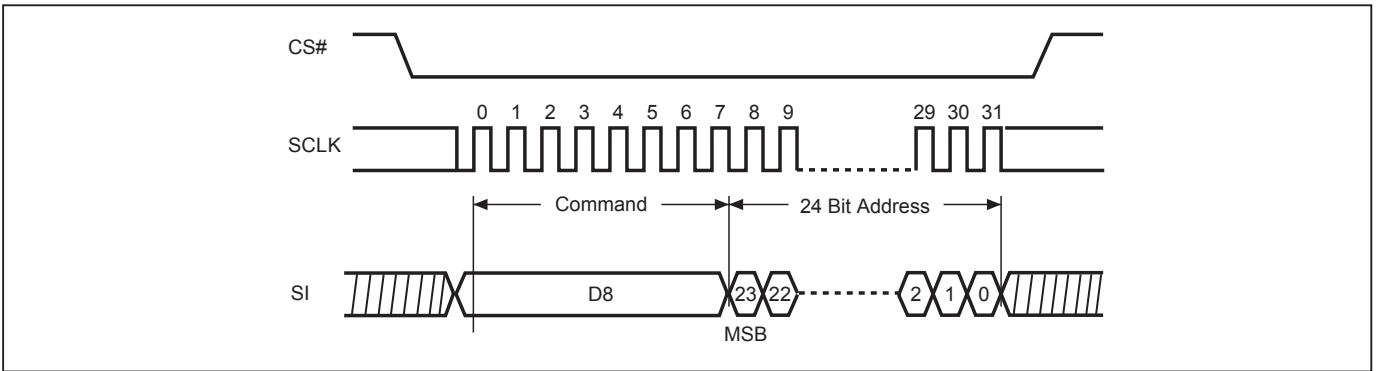 CS#
0 1 2 3 4 5 6 7 8 9 29 30 31
SCLK
Command 24 Bit Address
SI D8 23 22 2 1 0
MSB